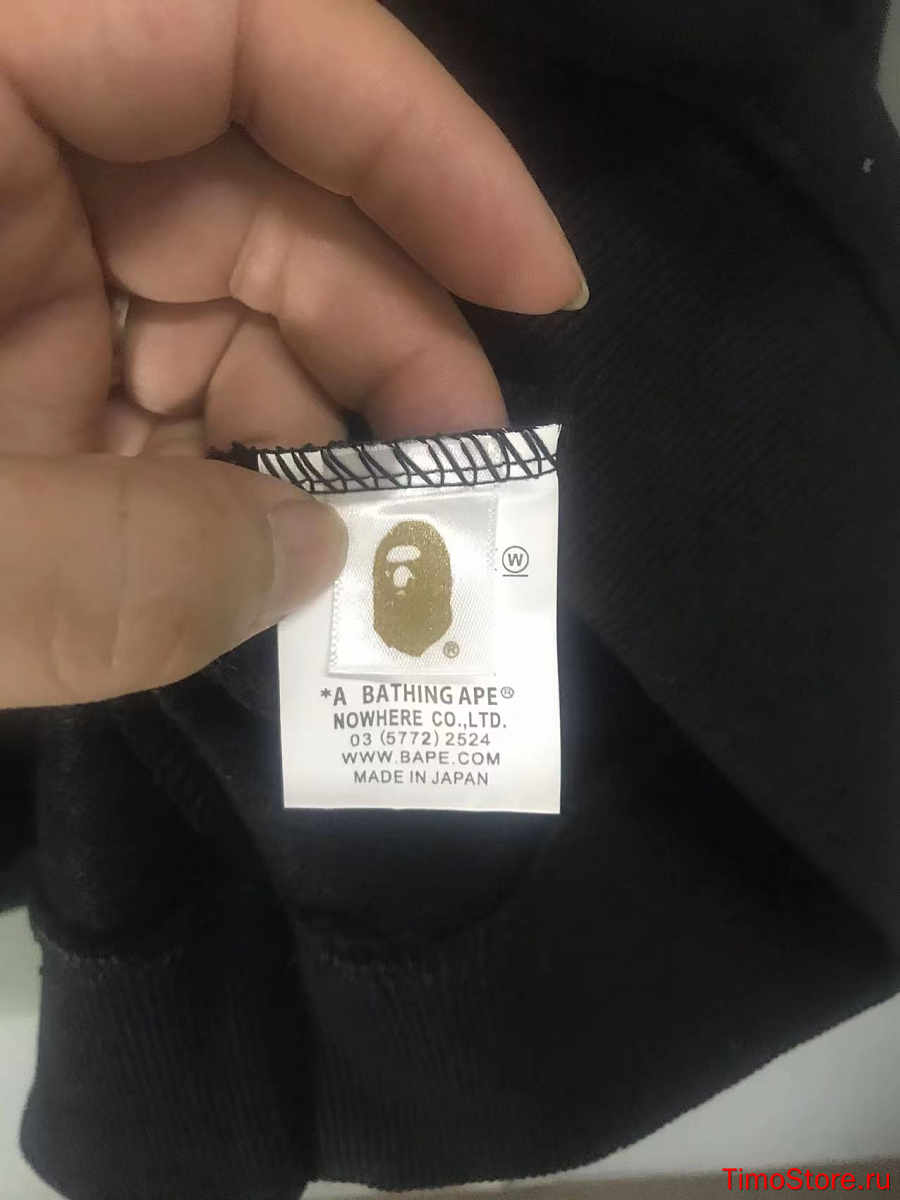 W
®
*A BATHING APE®
NOWHERE CO.,LTD.
03 (5772) 2524
WWW.BAPE.COM
MADE IN JAPAN
TimoStore.ru